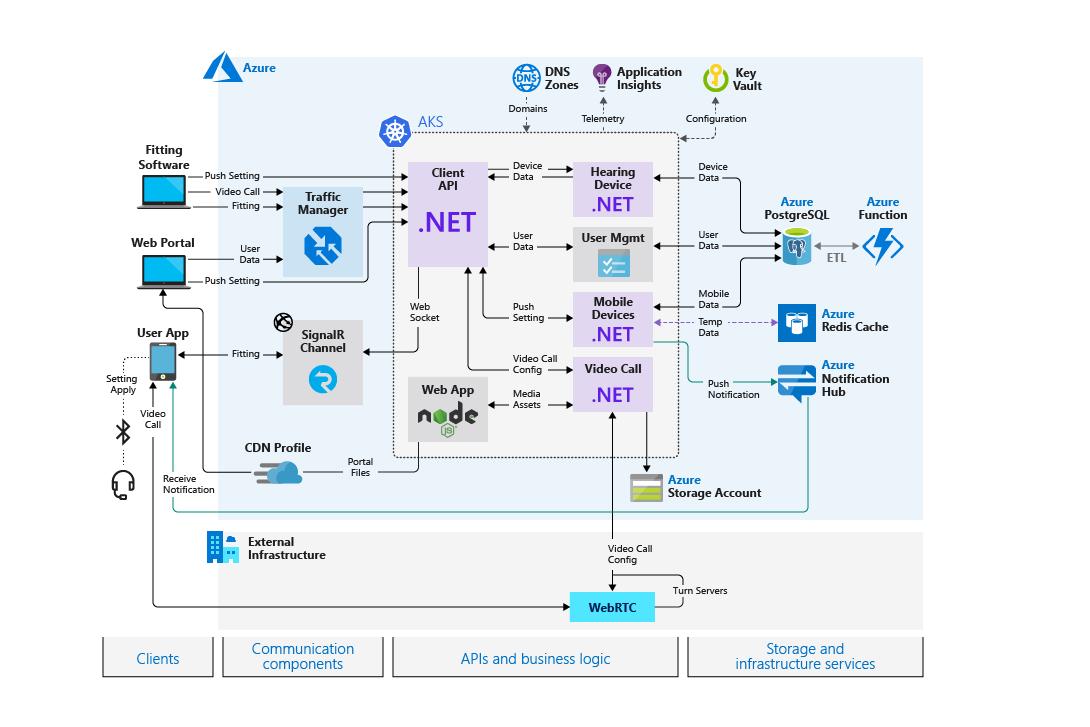 Azure
DNS
DNS
Zones
Application
Insights
Key
Vault
Domains
Telemetry
Configuration
AKS
Fitting
Software
Push Setting
Video Call
Fitting
Traffic
Manager
Web Portal
User
Data
Push Setting
Client
API
.NET
Device
Data
Hearing
Device
.NET
Device
Data
User
Data
User Mgmt
User
Data
Azure
PostgreSQL
Azure
Function
ETL
Push
Setting
Mobile
Devices
.NET
Mobile
Data
Temp
Data
Azure
Redis Cache
Web
Socket
SignalR
Channel
User App
Fitting
Setting
Apply
Video
Call
Video Call
Config
Video Call
.NET
Push
Notification
Azure
Notification
Hub
Web App
node
JS
Media
Assets
CDN Profile
Portal
Files
Receive
Notification
Azure
Storage Account
External
Infrastructure
Video Call
Config
Turn Servers
WebRTC
Clients
Communication
components
APIs and business logic
Storage and
infrastructure services